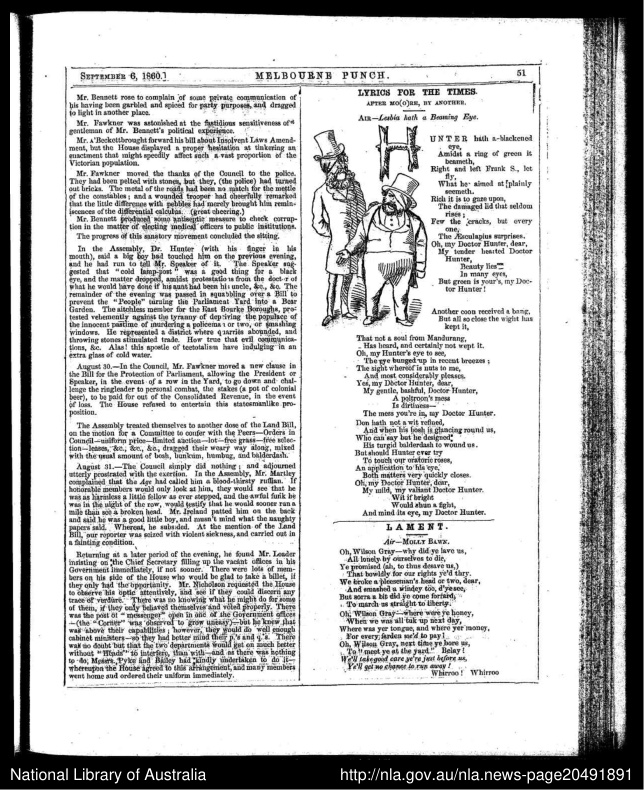 SEPTEMBER 6, 1860.]
MELBOURNE PUNCH.
51
Mr. Bennett rose to complain of some private communication of
his having been garbled and spiced for party purposes, and dragged
to light in another place.
Mr. Fawkner was astonished at the fastidious sensitiveness of a
gentleman of Mr. Bennett's political experience.
Mr. A'Beckett brought forward his bill about Insolvent Laws Amend-
ment, but the House displayed a proper hesitation at tinkering an
enactment that might speedily affect such a vast proportion of the
Victorian population.
Mr. Fawkner moved the thanks of the Council to the police.
They had been pelted with stones, but they, (the police) had turned
out bricks. The metal of the roads had been no match for the mettle
of the constables; and a wounded trooper had cheerfully remarked
that the little difference with pebbles had merely brought him remin-
iscences of the differential calculus. (great cheering.)
Mr. Bennett produced some antiseptic measure to check corrup-
tion in the matter of electing medical officers to public institutions.
The progress of this sanatory movement concluded the sitting.
In the Assembly, Dr. Hunter (with his finger in his
mouth), said a big boy had touched him on the previous evening,
and he had run to tell Mr. Speaker of it. The Speaker sug-
gested that "cold lamp-post" was a good thing for a black
eye, and the matter dropped, amidst protestations from the doctor of
what he would have done if his aunt had been his uncle, &c., &c. The
remainder of the evening was passed in squabbling over a Bill to
prevent the "People" turning the Parliament Yard into a Bear
Garden. The aitchless member for the East Bourke Boroughs, pro-
tested vehemently against the tyranny of depriving the populace of
the innocent pastime of murdering a policeman or two, or smashing
windows. He represented a district where quarries abounded, and
throwing stones stimulated trade. How true that evil communica-
tions, &c. Alas! this apostle of teetotalism have indulging in an
extra glass of cold water.
August 30.—In the Council, Mr. Fawkner moved a new clause in
the Bill for the Protection of Parliament, allowing the President or
Speaker, in the event of a row in the Yard, to go down and chal-
lenge the ringleader to personal combat, the stakes (a pot of colonial
beer), to be paid for out of the Consolidated Revenue, in the event
of loss. The House refused to entertain this statesmanlike pro-
position.
The Assembly treated themselves to another dose of the Land Bill,
on the motion for a Committee to confer with the Peers—Orders in
Council—uniform price—limited auction—lot—free grass—free selec-
tion—leases, &c., &c., &c., dragged their weary way along, mixed
with the usual amount of bosh, bunkum, humbug, and balderdash.
August 31.—The Council simply did nothing; and adjourned
utterly prostrated with the exertion. In the Assembly, Mr. Martley
complained that the Age had called him a blood-thirsty ruffian. If
honorable members would only look at him, they would see that he
was as harmless a little fellow as ever stepped, and the awful funk he
was in the night of the row, would testify that he would sooner run a
mile than see a broken head. Mr. Ireland patted him on the back
and said he was a good little boy, and musn't mind what the naughty
papers said. Whereat, he subsided. At the mention of the Land
Bill, our reporter was seized with violent sickness, and carried out in
a fainting condition.
Returning at a later period of the evening, he found Mr. Leader
insisting on the Chief Secretary filling up the vacant offices in his
Government immediately, if not sooner. There were lots of mem-
bers on his side of the House who would be glad to take a billet, if
they only had the opportunity. Mr. Nicholson requested the House
to observe his optic attentively, and see if they could discern any
trace of verdure. There was no knowing what he might do for some
of them, if they only behaved themselves and voted properly. There
was the post of "messenger" open in one of the Government offices
—(the "Corner" was observed to grow uneasy)—but he knew that
was above their capabilities; however, they would do well enough
cabinet ministers—so they had better mind their p.'s and q.'s. There
was no doubt but that the two departments would get on much better
without "Heads" to interfere, than with—and as there was nothing
to do, Messrs. Pyke and Bailey had kindly undertaken to do it—
whereupon the House agreed to this arrangement, and many members
went home and ordered their uniform immediately.
LYRICS FOR THE TIMES.
AFTER MO(O)RE, BY ANOTHER.
AIR—Lesbia hath a Beaming Eye.
HUNTER hath a blackened
eye,
Amidst a ring of green it
beameth,
Right and left Frank S., let
fly,
What he aimed at plainly
seemeth.
Rich it is to gaze upon,
The damaged lid that seldom
rises;
Few the cracks, but every
one,
The Æsculapius surprises.
Oh, my Doctor Hunter, dear,
My tender hearted Doctor
Hunter,
Beauty lies
In many eyes,
But green is your's, my Doc-
tor Hunter!
Another coon received a bang,
But all so close the wight has
kept it,
That not a soul from Mandurang,
Has heard, and certainly not wept it.
Oh, my Hunter's eye to see,
The eye bunged up in recent breezes;
The sight whereof is nuts to me,
And most considerably pleases.
Yes, my Doctor Hunter, dear,
My gentle, bashful, Doctor Hunter,
A poltroon's mess
Is dirtiness—
The mess you're in, my Doctor Hunter.
Don hath not a wit refined,
And when his bosh is glancing round us,
Who can say but he designed
His turgid balderdash to wound us.
But should Hunter ever try
To touch our oratoric roses,
An application to his eye,
Both matters very quickly closes.
Oh, my Doctor Hunter, dear,
My mild, my valiant Doctor Hunter.
Wit if bright
Would shun a fight,
And mind its eye, my Doctor Hunter.
LAMENT.
Air—MOLLY BAWN.
Oh, Wilson Gray—why did ye lave us,
All lonely by ourselves to die,
Ye promised (ah, to thus desave us,)
That bowldly for our rights ye'd thry.
We broke a pleeceman's head or two, dear,
And smashed a windey too, d'yesee,
But sorra a bit did ye come forward,
To march us straight to liberty.
Oh, Wilson Gray—where were ye honey,
When we was all tuk up next day,
Where was yer tongue, and where yer money,
For every farden we'd to pay!
Oh, Wilson Gray, next time ye hore us,
To "meet ye at the yard." Belay!
We'll take good care ye're just before us,
Ye'll get no chance to run away!
Whirroo! Whirroo
National Library of Australia
http://nla.gov.au/nla.news-page20491891